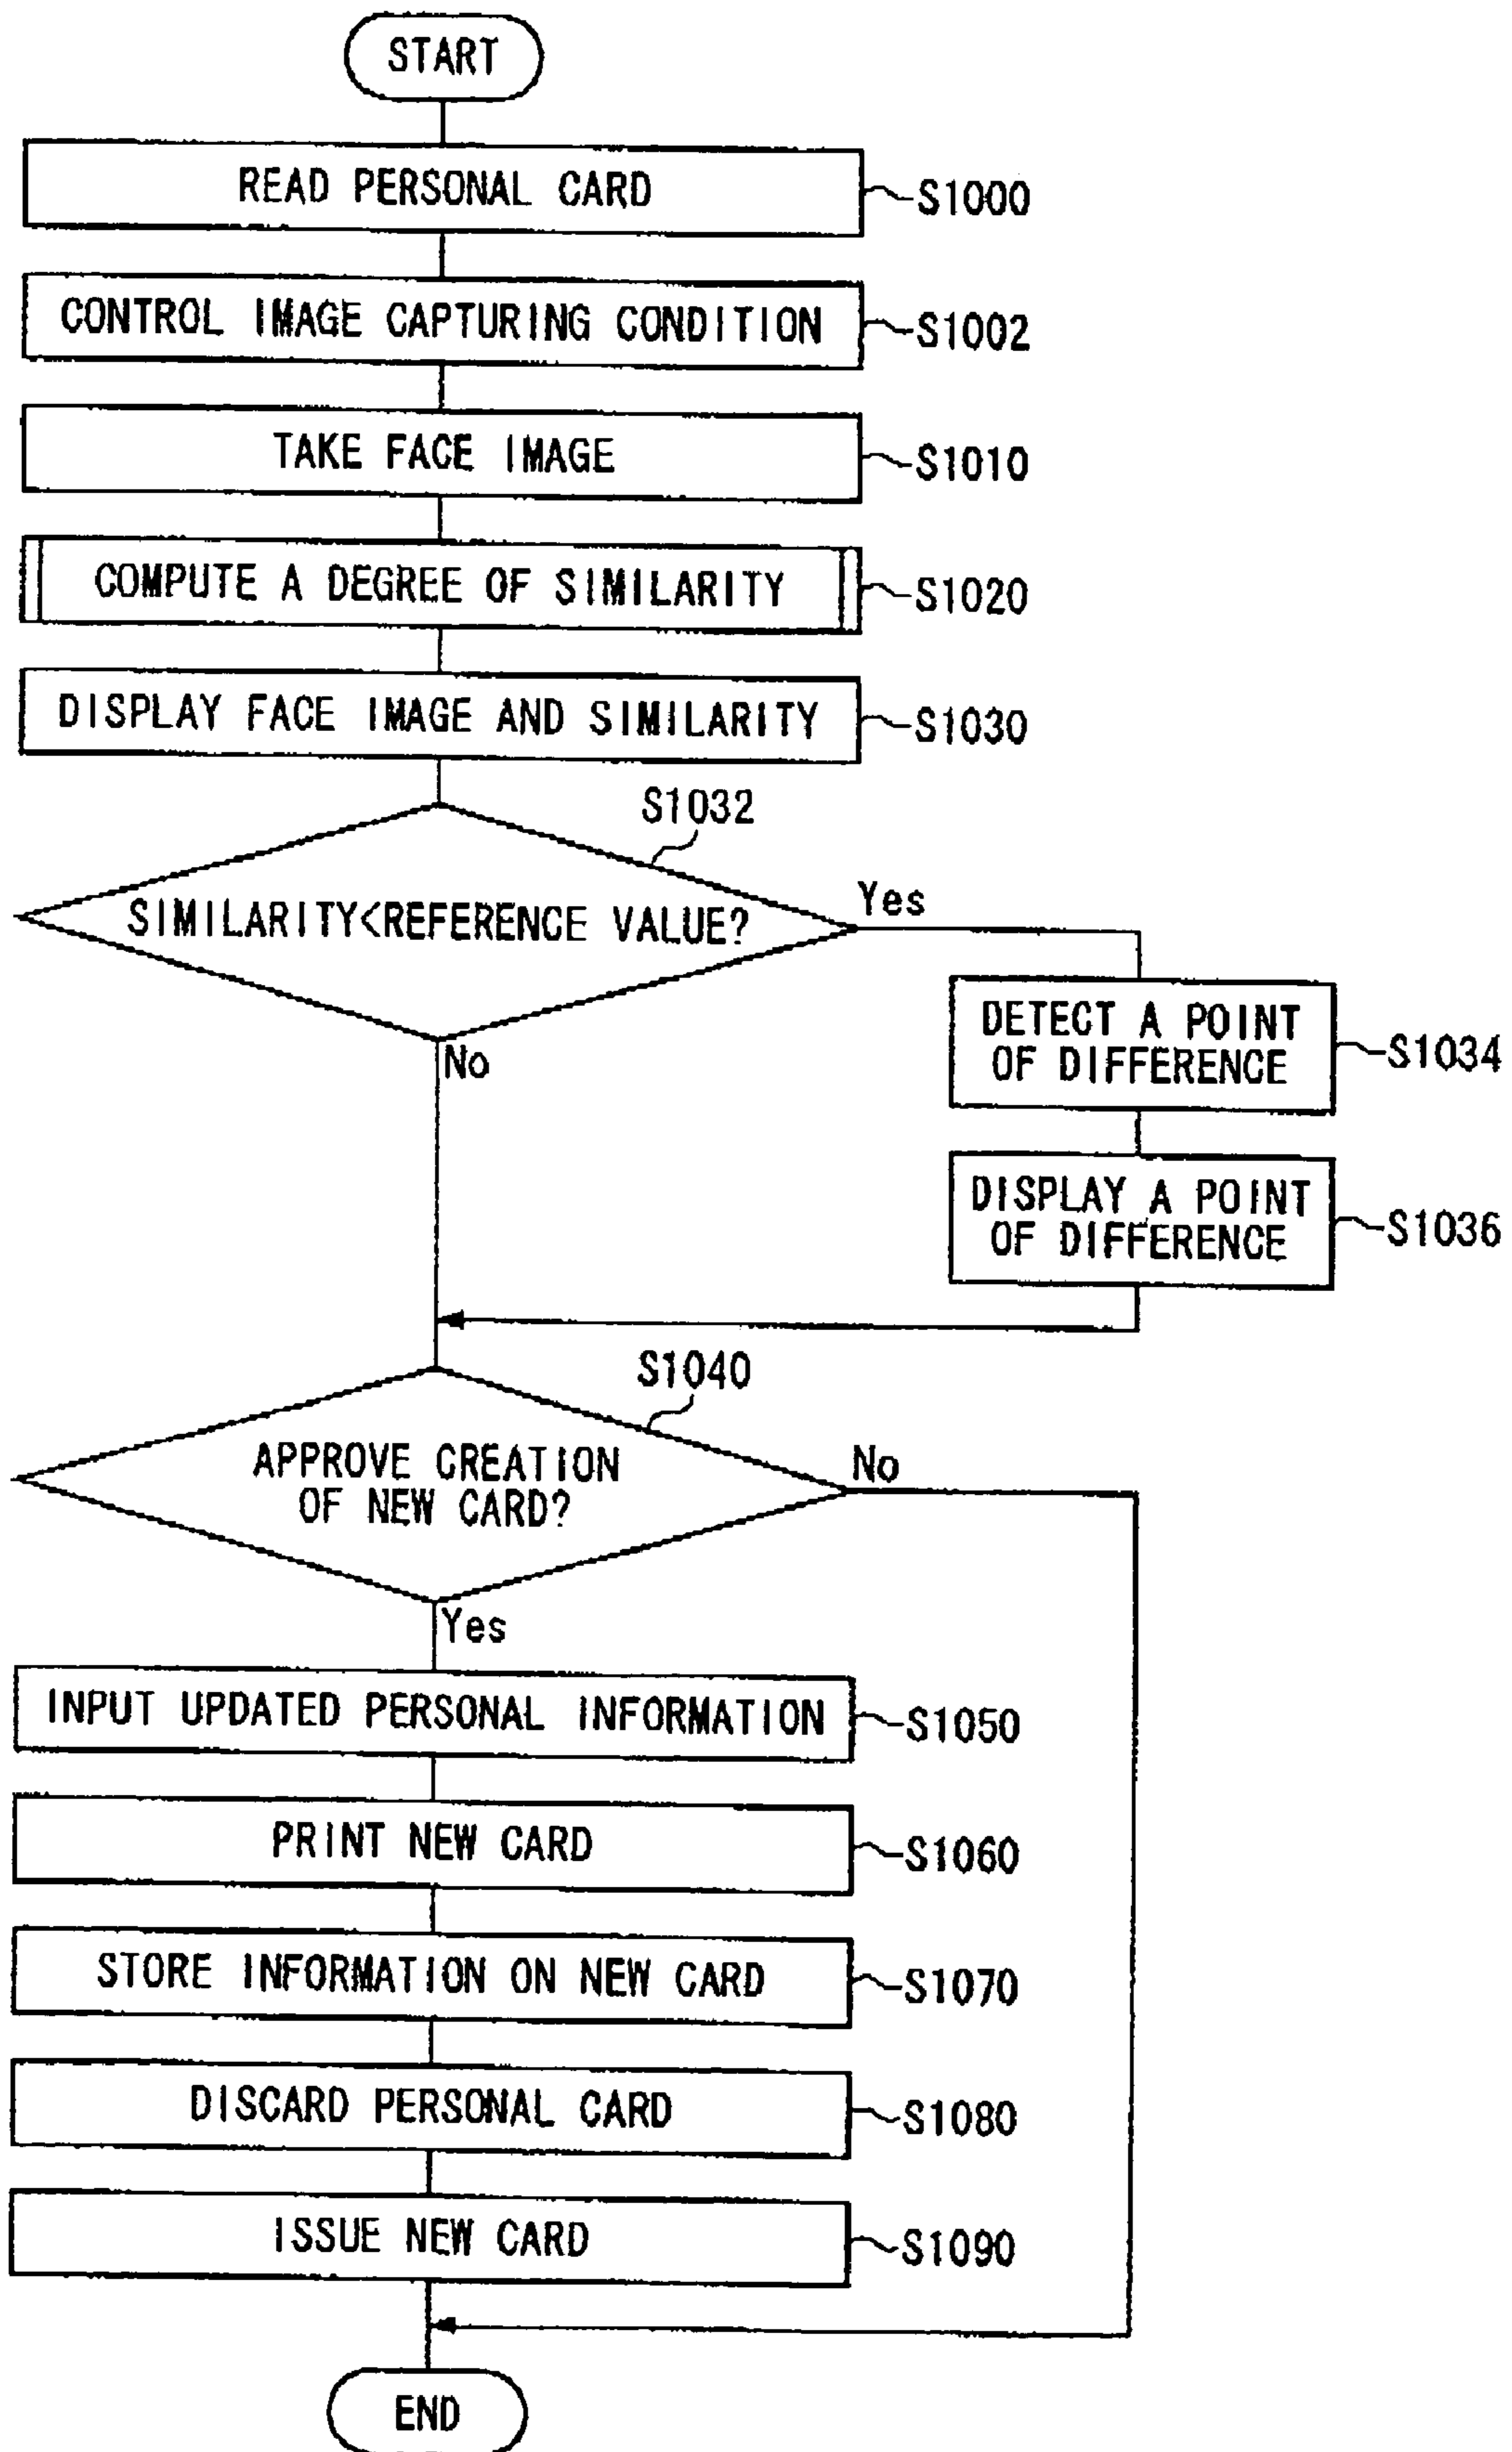 START
READ PERSONAL CARD
S1000
CONTROL IMAGE CAPTURING CONDITION
S1002
TAKE FACE IMAGE
S1010
COMPUTE A DEGREE OF SIMILARITY
S1020
DISPLAY FACE IMAGE AND SIMILARITY
S1030
S1032
SIMILARITY<REFERENCE VALUE?
Yes
No
DETECT A POINT
OF DIFFERENCE
S1034
DISPLAY A POINT
OF DIFFERENCE
S1036
S1040
APPROVE CREATION
OF NEW CARD?
No
Yes
INPUT UPDATED PERSONAL INFORMATION
S1050
PRINT NEW CARD
S1060
STORE INFORMATION ON NEW CARD
S1070
DISCARD PERSONAL CARD
S1080
ISSUE NEW CARD
S1090
END